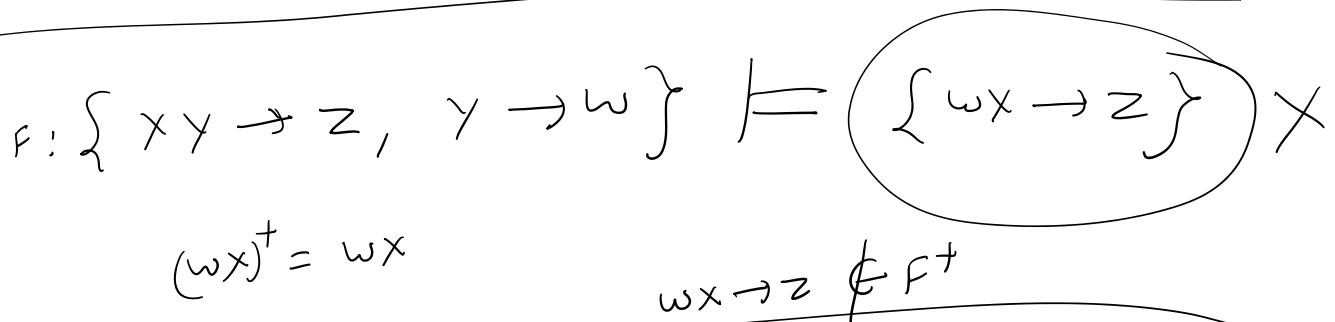 F: { XY → Z, Y → W } ⊨ { WX → Z } X
(WX)⁺ = WX
WX → Z ∉ F⁺